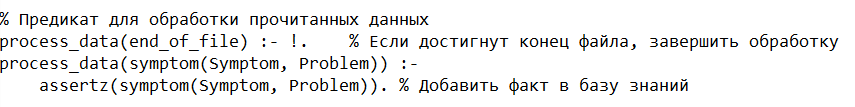 % Предикат для обработки прочитанных данных
process_data(end_of_file) :- !.    % Если достигнут конец файла, завершить обработку
process_data(symptom(Symptom, Problem)) :-
    assertz(symptom(Symptom, Problem)). % Добавить факт в базу знаний